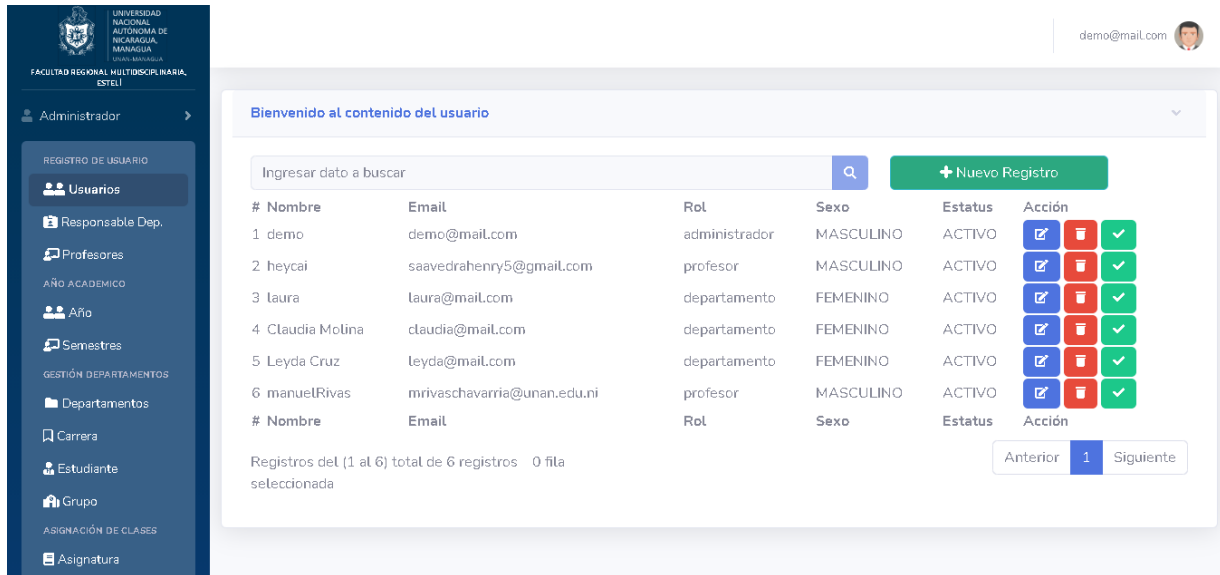 UNIVERSIDAD
NACIONAL
AUTÓNOMA DE
NICARAGUA,
MANAGUA
UNAN-MANAGUA
FACULTAD REGIONAL MULTIDISCIPLINARIA,
ESTELÍ
Administrador
REGISTRO DE USUARIO
Usuarios
Responsable Dep.
Profesores
AÑO ACADEMICO
Año
Semestres
GESTIÓN DEPARTAMENTOS
Departamentos
Carrera
Estudiante
Grupo
ASIGNACIÓN DE CLASES
Asignatura
demo@mail.com
Bienvenido al contenido del usuario
Ingresar dato a buscar
Nuevo Registro
# Nombre Email Rol Sexo Estatus Acción
1 demo demo@mail.com administrador MASCULINO ACTIVO
2 heycai saavedrahenry5@gmail.com profesor MASCULINO ACTIVO
3 laura laura@mail.com departamento FEMENINO ACTIVO
4 Claudia Molina claudia@mail.com departamento FEMENINO ACTIVO
5 Leyda Cruz leyda@mail.com departamento FEMENINO ACTIVO
6 manuelRivas mrivaschavarria@unan.edu.ni profesor MASCULINO ACTIVO
# Nombre Email Rol Sexo Estatus Acción
Registros del (1 al 6) total de 6 registros 0 fila
seleccionada
Anterior 1 Siguiente